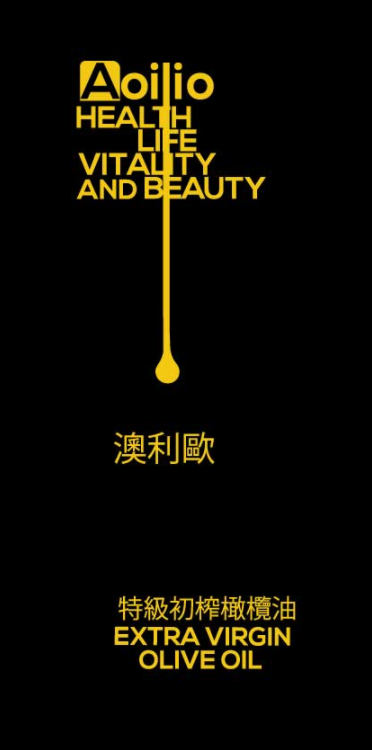 Aoilio
HEALTH
LIFE
VITALITY
AND BEAUTY
澳利歐
特級初榨橄欖油
EXTRA VIRGIN
OLIVE OIL